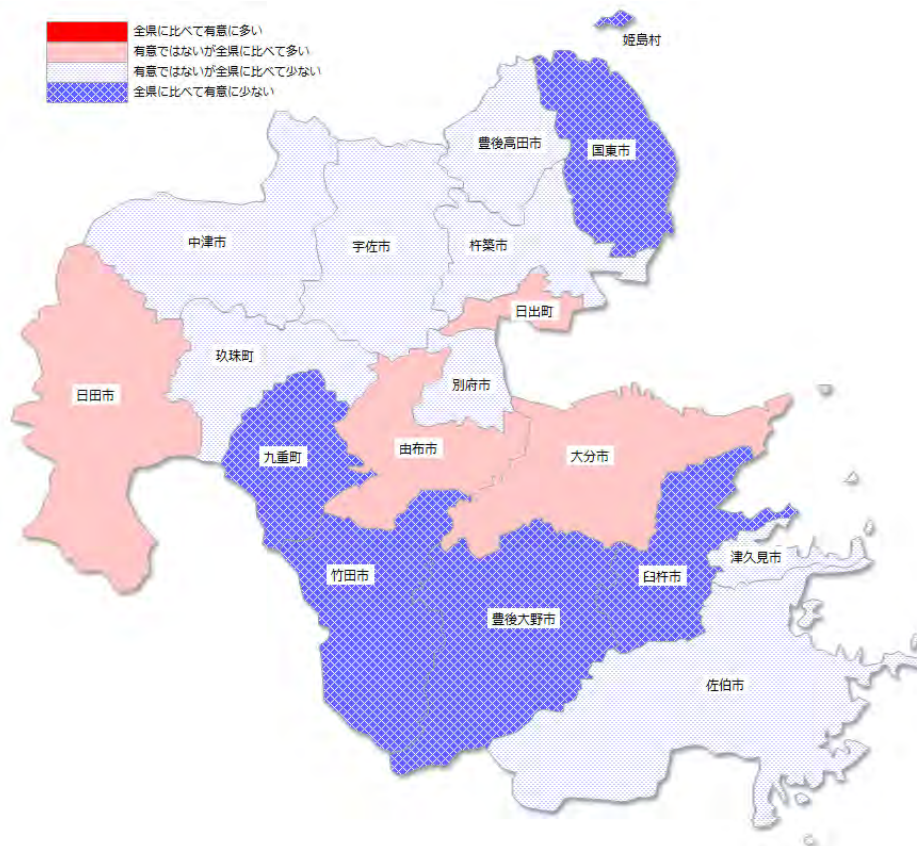 全県に比べて有意に多い
有意ではないが全県に比べて多い
有意ではないが全県に比べて少ない
全県に比べて有意に少ない
姫島村
豊後高田市
国東市
中津市
宇佐市
杵築市
日出町
玖珠町
別府市
日田市
由布市
九重町
大分市
津久見市
竹田市
臼杵市
豊後大野市
佐伯市